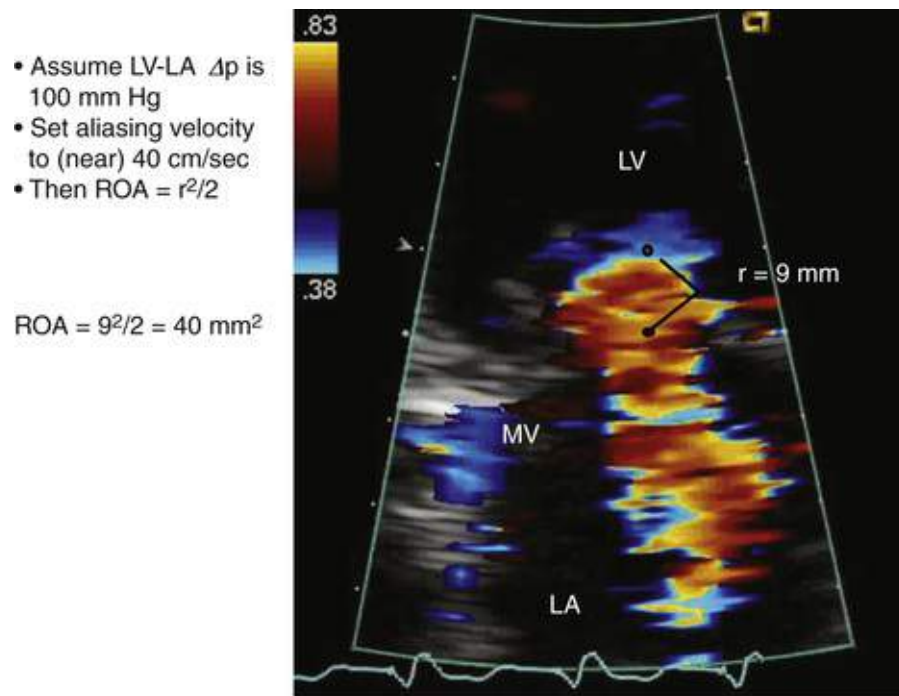 • Assume LV-LA Δp is
100 mm Hg
• Set aliasing velocity
to (near) 40 cm/sec
• Then ROA = r²/2
ROA = 9²/2 = 40 mm²
.83
.38
LV
r = 9 mm
MV
LA